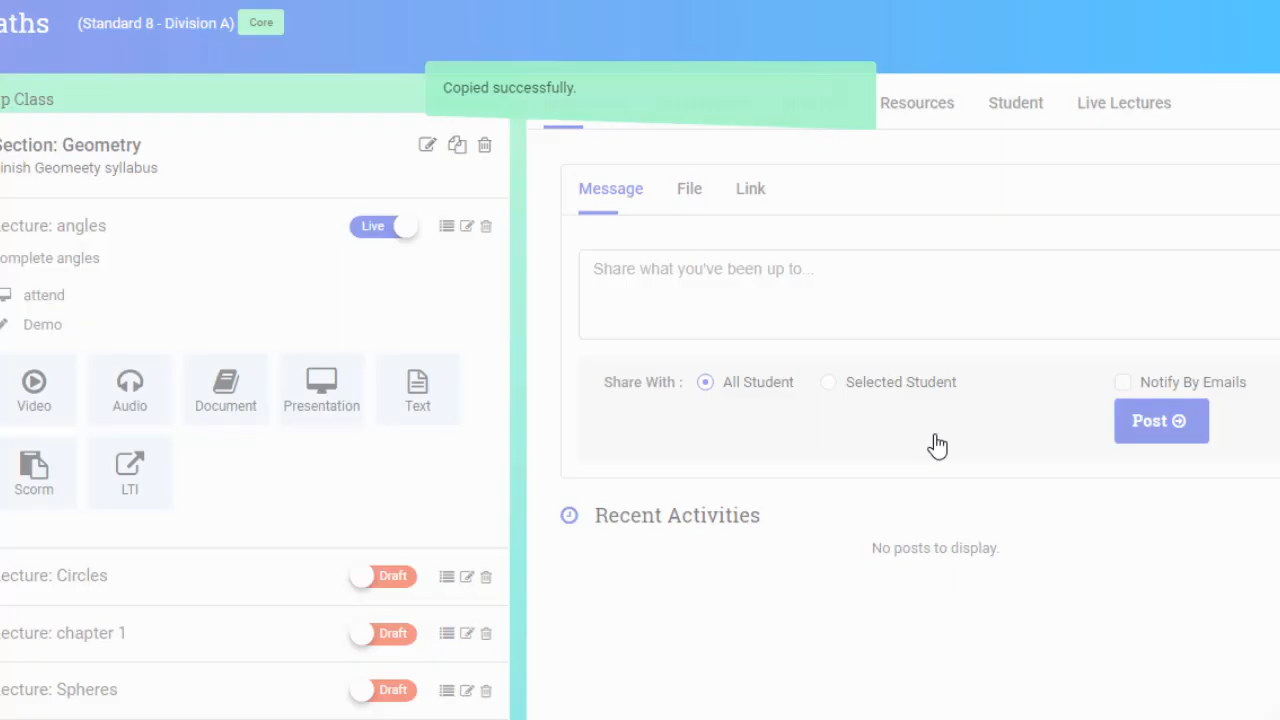 aths (Standard 8 - Division A) Core
Copied successfully.
p Class
Resources Student Live Lectures
Section: Geometry
inish Geomeety syllabus
Message File Link
ecture: angles Live
omplete angles
Share what you've been up to...
attend
Demo
Video Audio Document Presentation Text
Share With : All Student Selected Student Notify By Emails
Post
Scorm LTI
Recent Activities
No posts to display.
ecture: Circles Draft
ecture: chapter 1 Draft
ecture: Spheres Draft